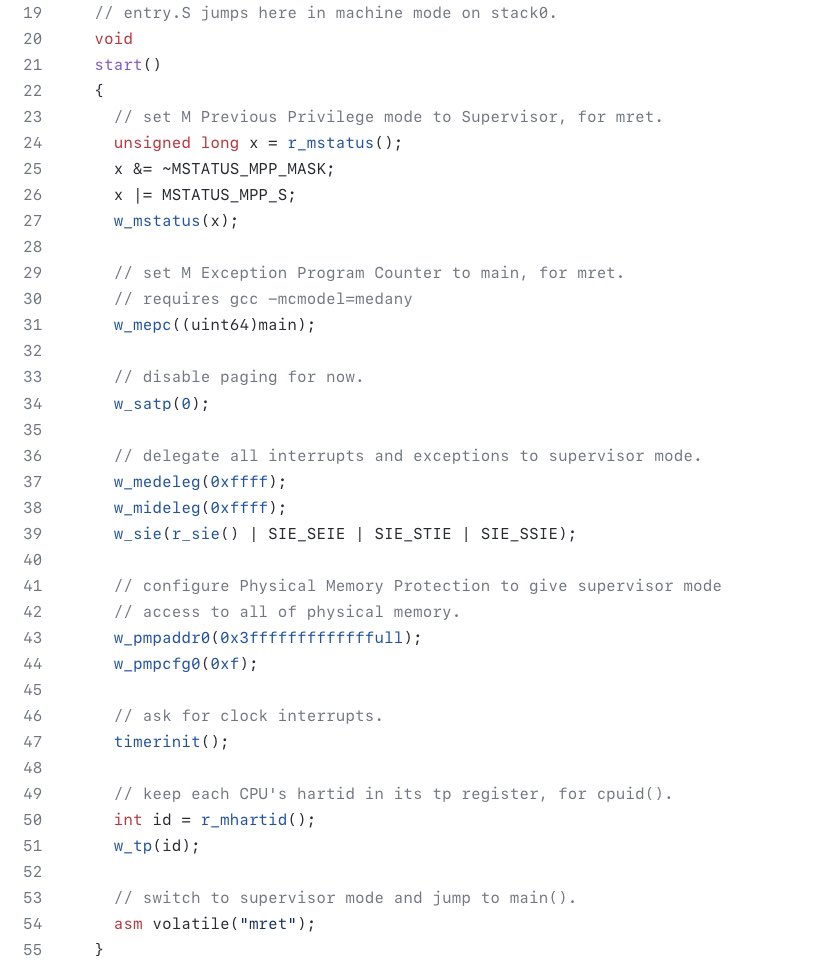 19 // entry.S jumps here in machine mode on stack0.
20 void
21 start()
22 {
23 // set M Previous Privilege mode to Supervisor, for mret.
24 unsigned long x = r_mstatus();
25 x &= ~MSTATUS_MPP_MASK;
26 x |= MSTATUS_MPP_S;
27 w_mstatus(x);
28
29 // set M Exception Program Counter to main, for mret.
30 // requires gcc -mcmodel=medany
31 w_mepc((uint64)main);
32
33 // disable paging for now.
34 w_satp(0);
35
36 // delegate all interrupts and exceptions to supervisor mode.
37 w_medeleg(0xffff);
38 w_mideleg(0xffff);
39 w_sie(r_sie() | SIE_SEIE | SIE_STIE | SIE_SSIE);
40
41 // configure Physical Memory Protection to give supervisor mode
42 // access to all of physical memory.
43 w_pmpaddr0(0x3fffffffffffffull);
44 w_pmpcfg0(0xf);
45
46 // ask for clock interrupts.
47 timerinit();
48
49 // keep each CPU's hartid in its tp register, for cpuid().
50 int id = r_mhartid();
51 w_tp(id);
52
53 // switch to supervisor mode and jump to main().
54 asm volatile("mret");
55 }